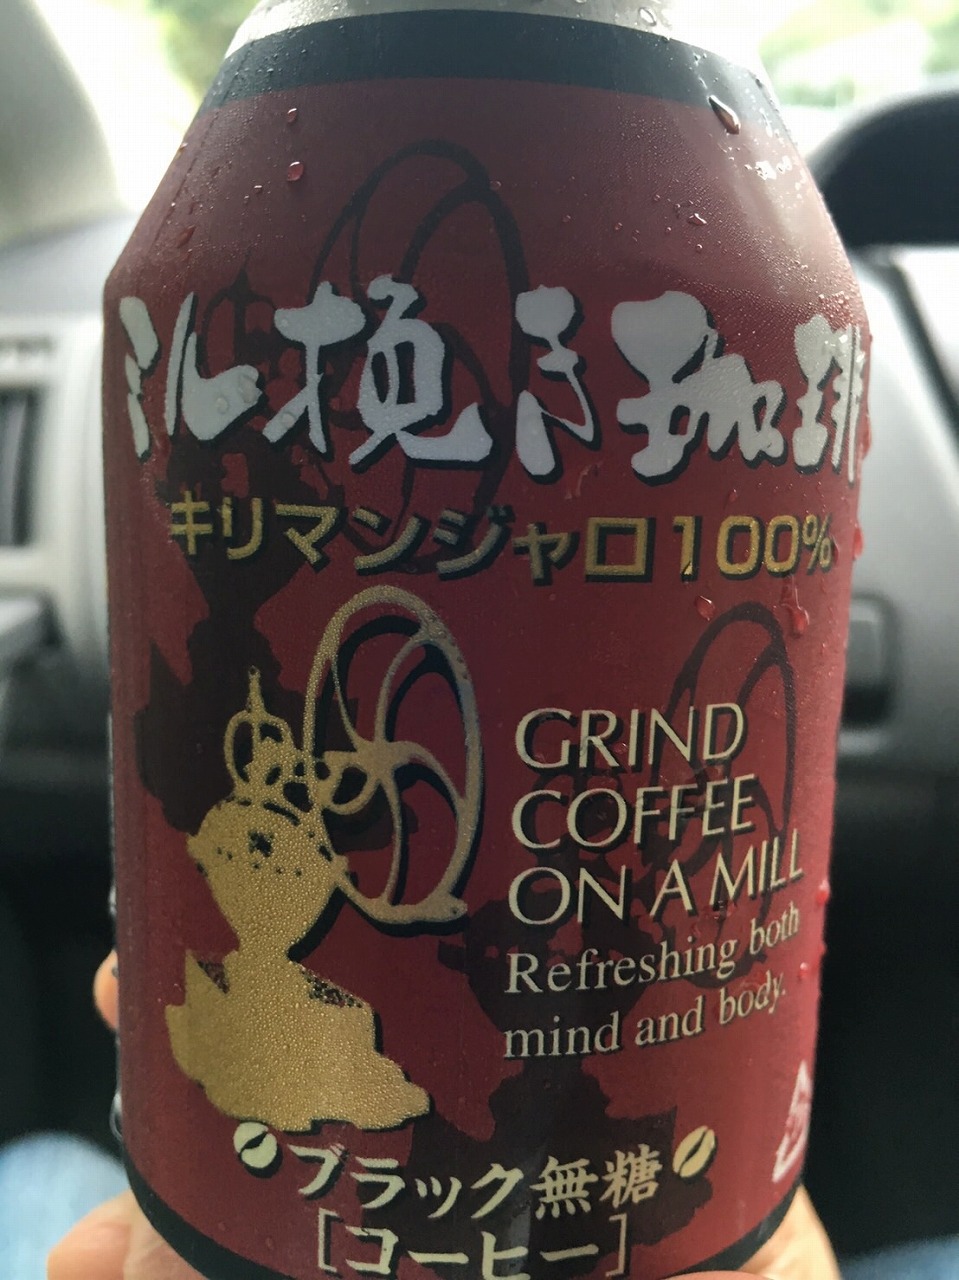 ミル挽き珈琲
キリマンジャロ100%
GRIND
COFFEE
ON A MILL
Refreshing both
mind and body.
ブラック無糖
[コーヒー]